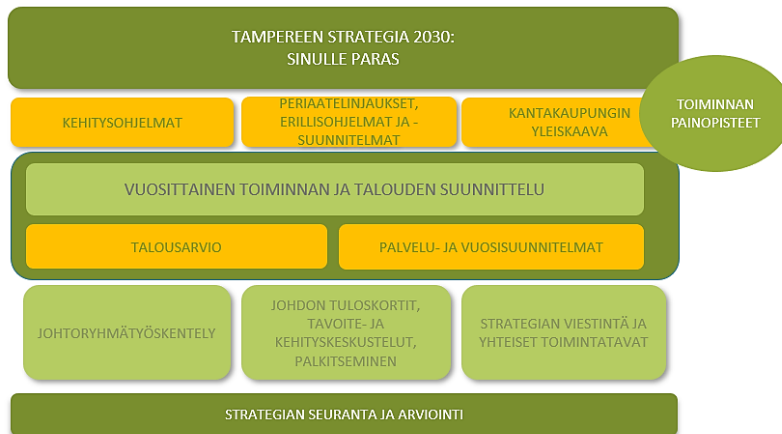 TAMPEREEN STRATEGIA 2030:
SINULLE PARAS
KEHITYSOHJELMAT
PERIAATELINJAUKSET,
ERILLISOHJELMAT JA -
SUUNNITELMAT
KANTAKAUPUNGIN
YLEISKAAVA
TOIMINNAN
PAINOPISTEET
VUOSITTAINEN TOIMINNAN JA TALOUDEN SUUNNITTELU
TALOUSARVIO
PALVELU- JA VUOSISUUNNITELMAT
JOHTORYHMÄTYÖSKENTELY
JOHDON TULOSKORTIT,
TAVOITE- JA
KEHITYSKESKUSTELUT,
PALKITSEMINEN
STRATEGIAN VIESTINTÄ JA
YHTEISET TOIMINTATAVAT
STRATEGIAN SEURANTA JA ARVIOINTI